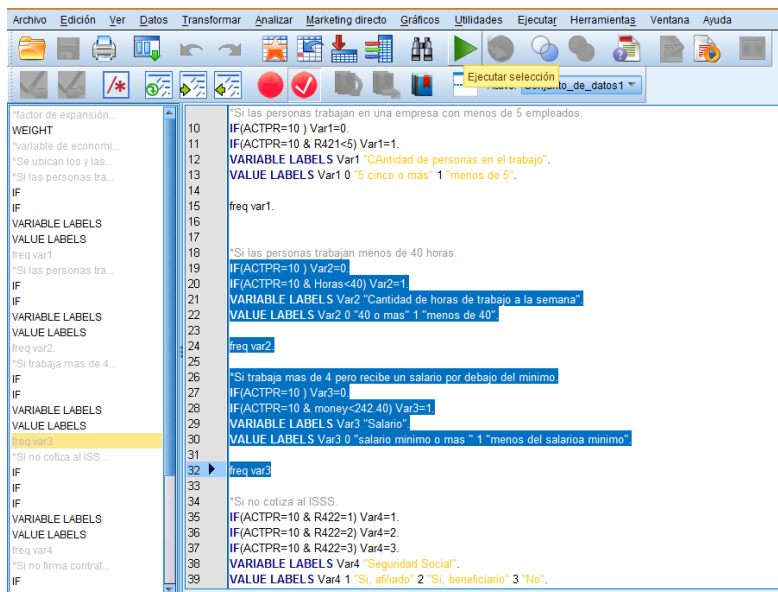 Archivo Edición Ver Datos Transformar Analizar Marketing directo Gráficos Utilidades Ejecutar Herramientas Ventana Ayuda
Ejecutar selección
Conjunto_de_datos1
*factor de expansión...
WEIGHT
*variable de economi...
*Se ubican los y las...
*Si las personas tra...
IF
IF
VARIABLE LABELS
VALUE LABELS
freq var1.
*Si las personas tra...
IF
IF
VARIABLE LABELS
VALUE LABELS
freq var2.
*Si trabaja mas de 4...
IF
IF
VARIABLE LABELS
VALUE LABELS
freq var3
*Si no cotiza al ISS...
IF
IF
IF
VARIABLE LABELS
VALUE LABELS
freq var4
*Si no firma contrat...
IF
*Si las personas trabajan en una empresa con menos de 5 empleados.
10 IF(ACTPR=10 ) Var1=0.
11 IF(ACTPR=10 & R421<5) Var1=1.
12 VARIABLE LABELS Var1 "CAntidad de personas en el trabajo".
13 VALUE LABELS Var1 0 "5 cinco o más" 1 "menos de 5".
14
15 freq var1.
16
17
18 *Si las personas trabajan menos de 40 horas.
19 IF(ACTPR=10 ) Var2=0.
20 IF(ACTPR=10 & Horas<40) Var2=1.
21 VARIABLE LABELS Var2 "Cantidad de horas de trabajo a la semana".
22 VALUE LABELS Var2 0 "40 o mas" 1 "menos de 40".
23
24 freq var2.
25
26 *Si trabaja mas de 4 pero recibe un salario por debajo del minimo.
27 IF(ACTPR=10 ) Var3=0.
28 IF(ACTPR=10 & money<242.40) Var3=1.
29 VARIABLE LABELS Var3 "Salario".
30 VALUE LABELS Var3 0 "salario minimo o mas " 1 "menos del salarioa minimo".
31
32 freq var3
33
34 *Si no cotiza al ISSS.
35 IF(ACTPR=10 & R422=1) Var4=1.
36 IF(ACTPR=10 & R422=2) Var4=2.
37 IF(ACTPR=10 & R422=3) Var4=3.
38 VARIABLE LABELS Var4 "Seguridad Social".
39 VALUE LABELS Var4 1 "Si, afiliado" 2 "Si, beneficiario" 3 "No".